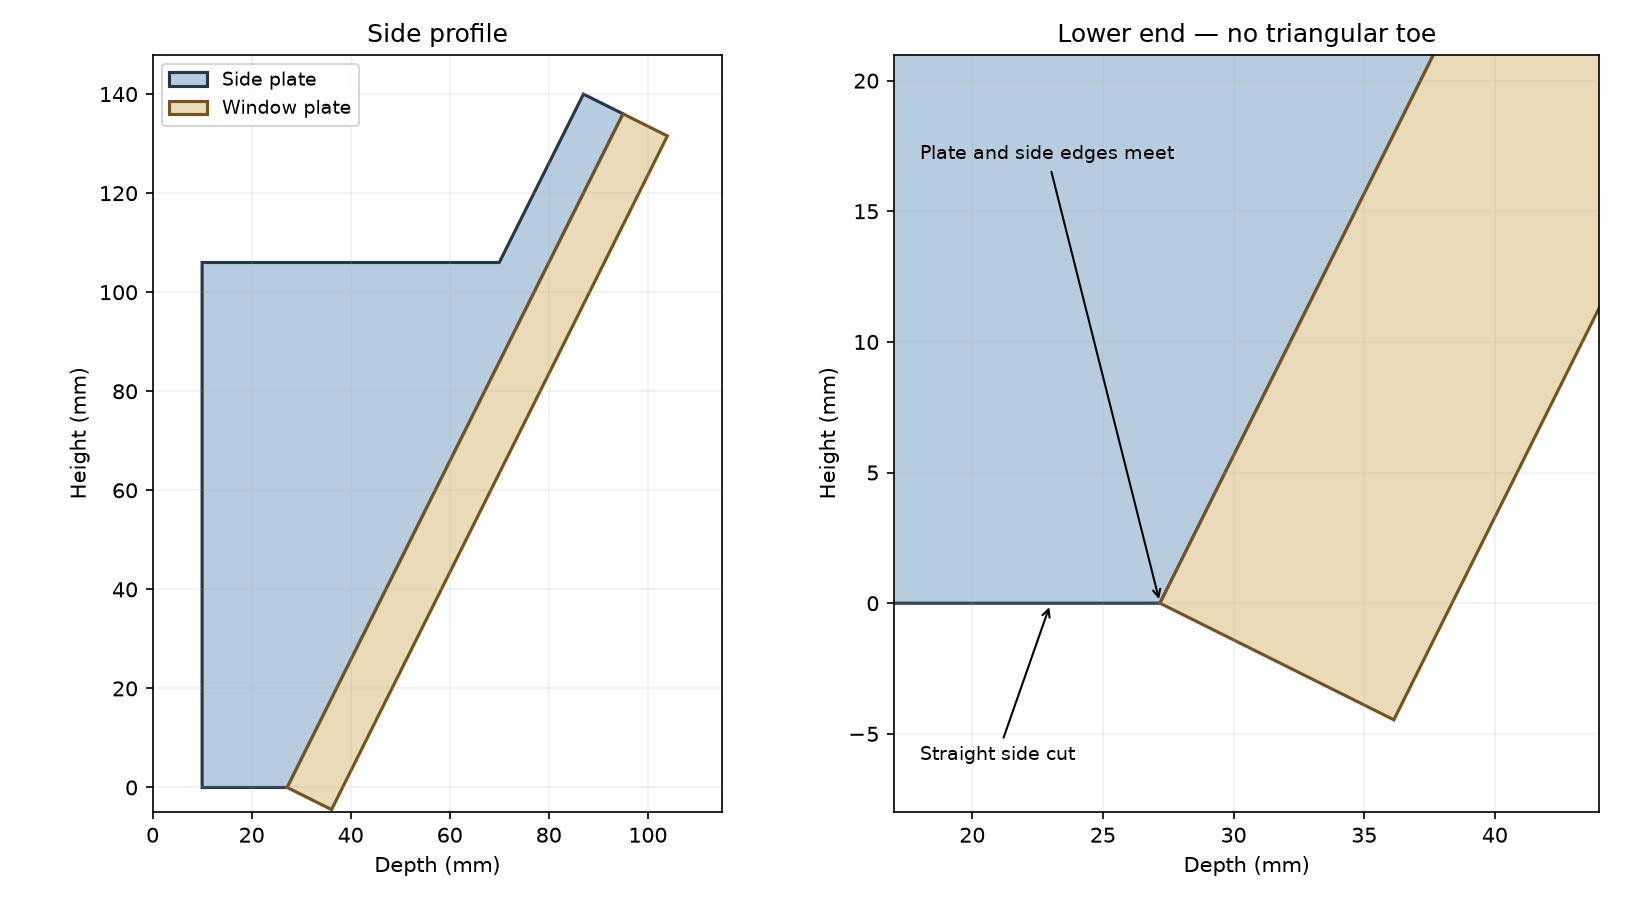 Side profile
Side plate
Window plate
140
120
100
80
60
40
20
0
Height (mm)
0 20 40 60 80 100
Depth (mm)
Lower end — no triangular toe
Plate and side edges meet
Straight side cut
20
15
10
5
0
−5
Height (mm)
20 25 30 35 40
Depth (mm)